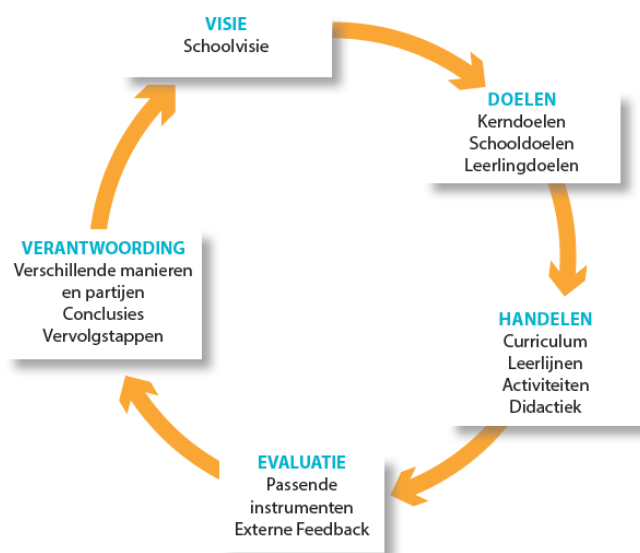 VISIE
Schoolvisie
DOELEN
Kerndoelen
Schooldoelen
Leerlingdoelen
HANDELEN
Curriculum
Leerlijnen
Activiteiten
Didactiek
EVALUATIE
Passende
instrumenten
Externe Feedback
VERANTWOORDING
Verschillende manieren
en partijen
Conclusies
Vervolgstappen